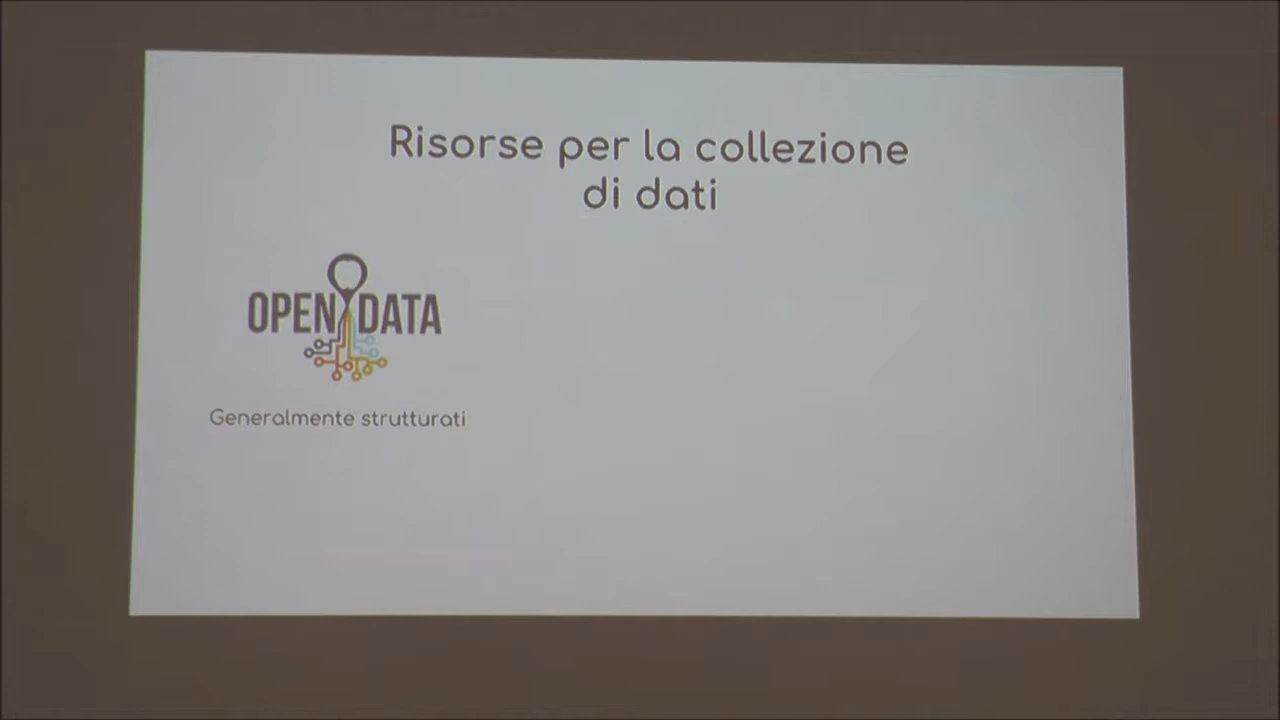 Risorse per la collezione
di dati
OPEN DATA
Generalmente strutturati